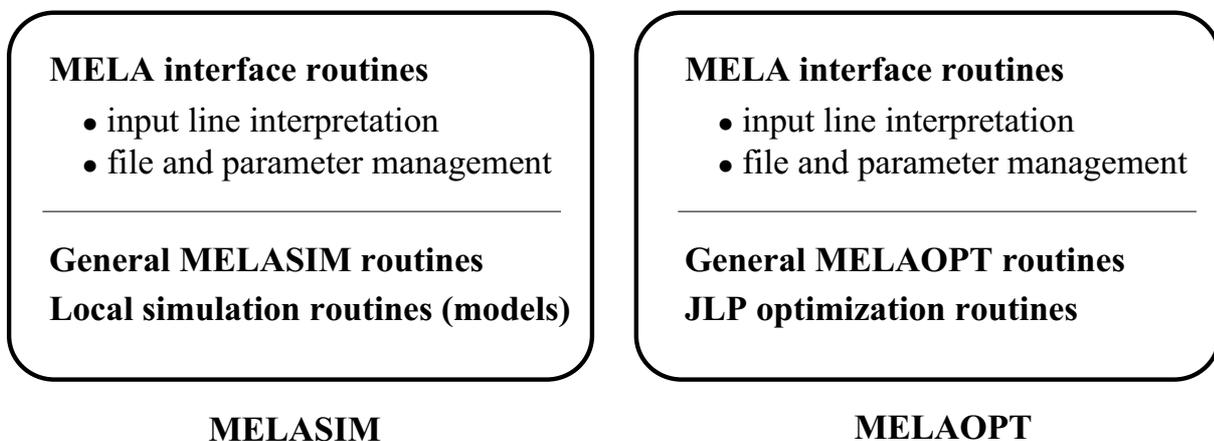 MELA interface routines
• input line interpretation
• file and parameter management
General MELASIM routines
Local simulation routines (models)
MELASIM
MELA interface routines
• input line interpretation
• file and parameter management
General MELAOPT routines
JLP optimization routines
MELAOPT